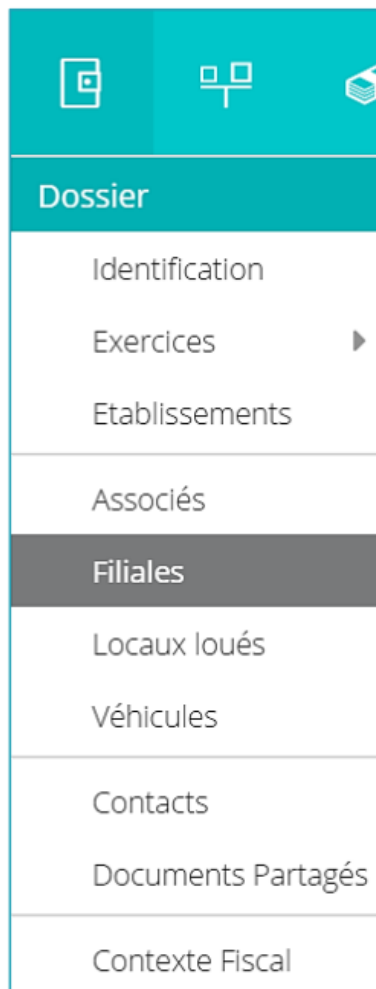 Dossier
Identification
Exercices
Etablissements
Associés
Filiales
Locaux loués
Véhicules
Contacts
Documents Partagés
Contexte Fiscal